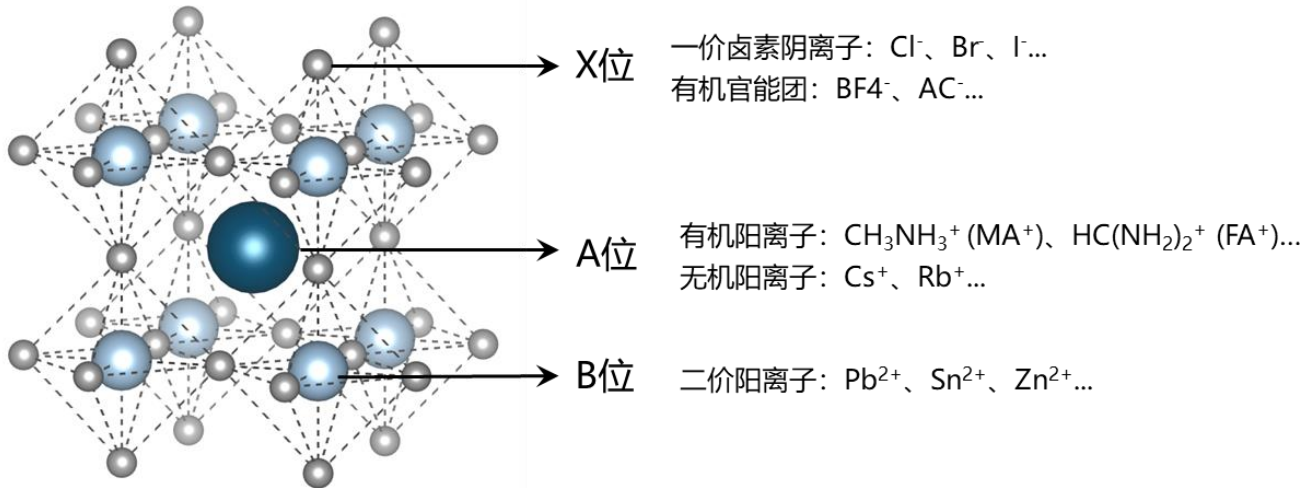 X位
一价卤素阴离子：Cl⁻、Br⁻、I⁻...
有机官能团：BF4⁻、AC⁻...
A位
有机阳离子：CH₃NH₃⁺ (MA⁺)、HC(NH₂)₂⁺ (FA⁺)...
无机阳离子：Cs⁺、Rb⁺...
B位
二价阳离子：Pb²⁺、Sn²⁺、Zn²⁺...